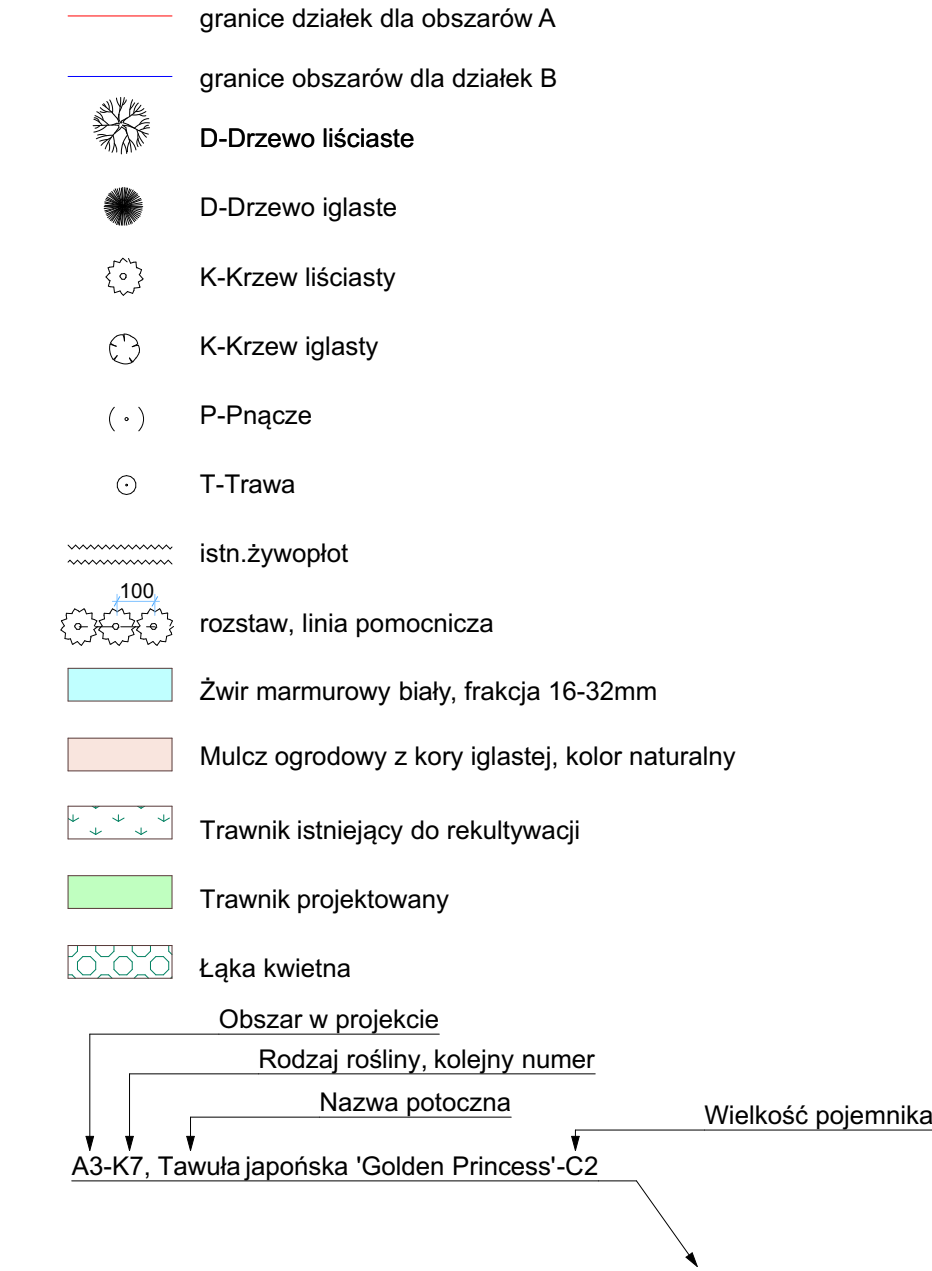 granice działek dla obszarów A
granice obszarów dla działek B
D-Drzewo liściaste
D-Drzewo iglaste
K-Krzew liściasty
K-Krzew iglasty
P-Pnącze
T-Trawa
istn.żywopłot
100
rozstaw, linia pomocnicza
Żwir marmurowy biały, frakcja 16-32mm
Mulcz ogrodowy z kory iglastej, kolor naturalny
Trawnik istniejący do rekultywacji
Trawnik projektowany
Łąka kwietna
Obszar w projekcie
Rodzaj rośliny, kolejny numer
Nazwa potoczna
Wielkość pojemnika
A3-K7, Tawuła japońska 'Golden Princess'-C2